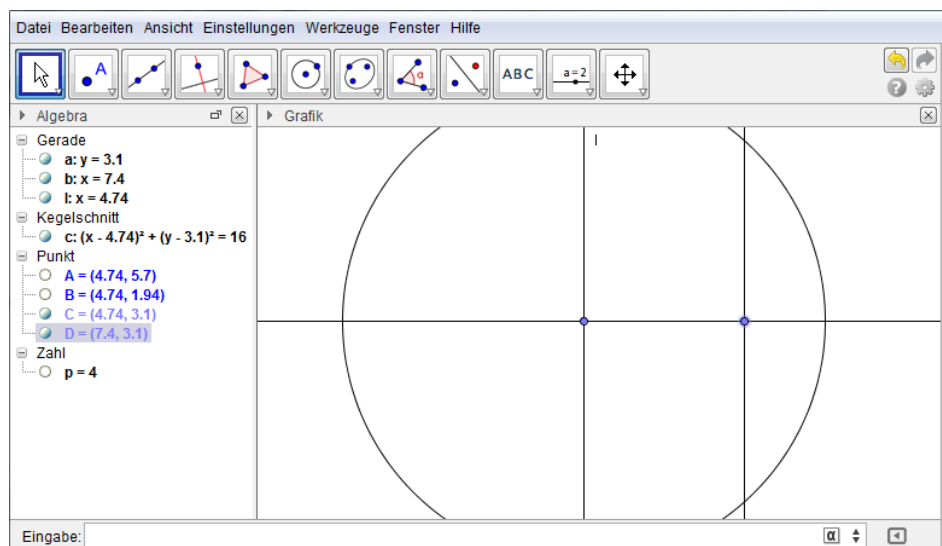 Datei Bearbeiten Ansicht Einstellungen Werkzeuge Fenster Hilfe
A
α
ABC
a=2
?
Algebra
Grafik
Gerade
a: y = 3.1
b: x = 7.4
l: x = 4.74
Kegelschnitt
c: (x - 4.74)² + (y - 3.1)² = 16
Punkt
A = (4.74, 5.7)
B = (4.74, 1.94)
C = (4.74, 3.1)
D = (7.4, 3.1)
Zahl
p = 4
l
Eingabe:
α